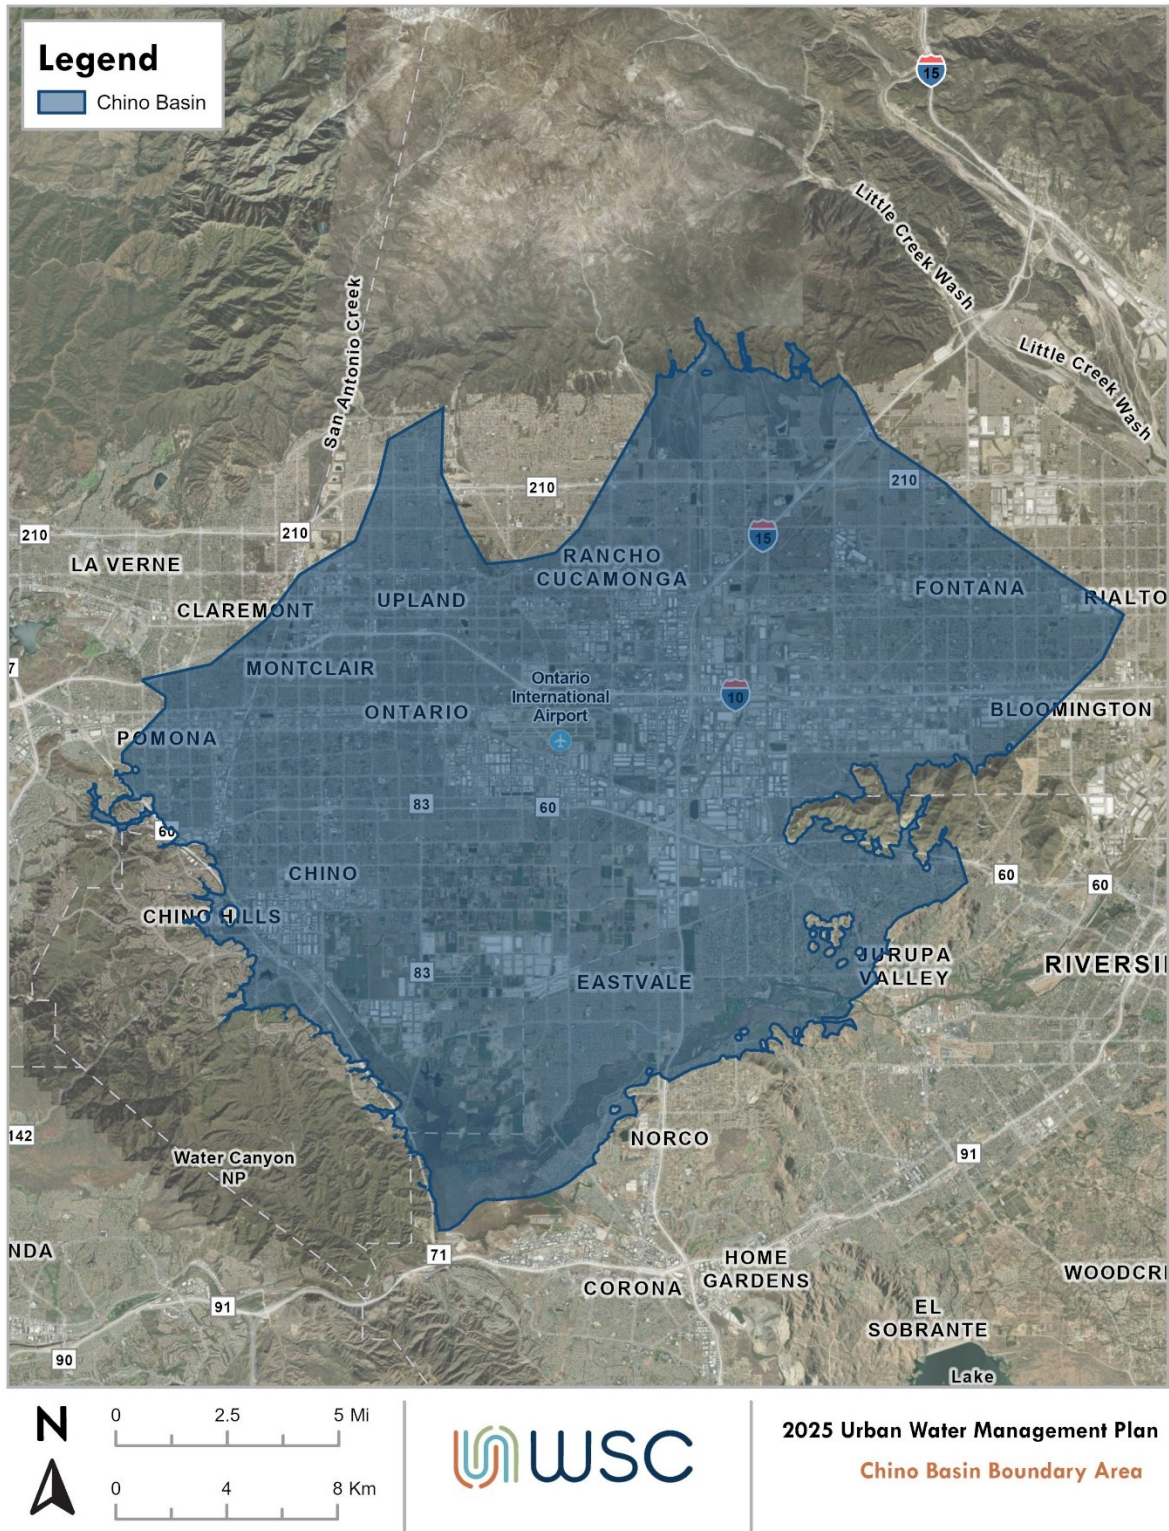 Legend
Chino Basin
15
Little Creek Wash
Little Creek Wash
San Antonio Creek
210
210
210
210
15
LA VERNE
RANCHO
CUCAMONGA
FONTANA
RIALTO
CLAREMONT
UPLAND
MONTCLAIR
7
Ontario
International
Airport
10
ONTARIO
BLOOMINGTON
POMONA
83
60
60
CHINO
60
60
CHINO HILLS
JURUPA
VALLEY
RIVERSI
83
EASTVALE
142
NORCO
91
Water Canyon
NP
NDA
71
HOME
GARDENS
WOODCR
CORONA
91
EL
SOBRANTE
90
Lake
N
0 2.5 5 Mi
0 4 8 Km
WSC
2025 Urban Water Management Plan
Chino Basin Boundary Area